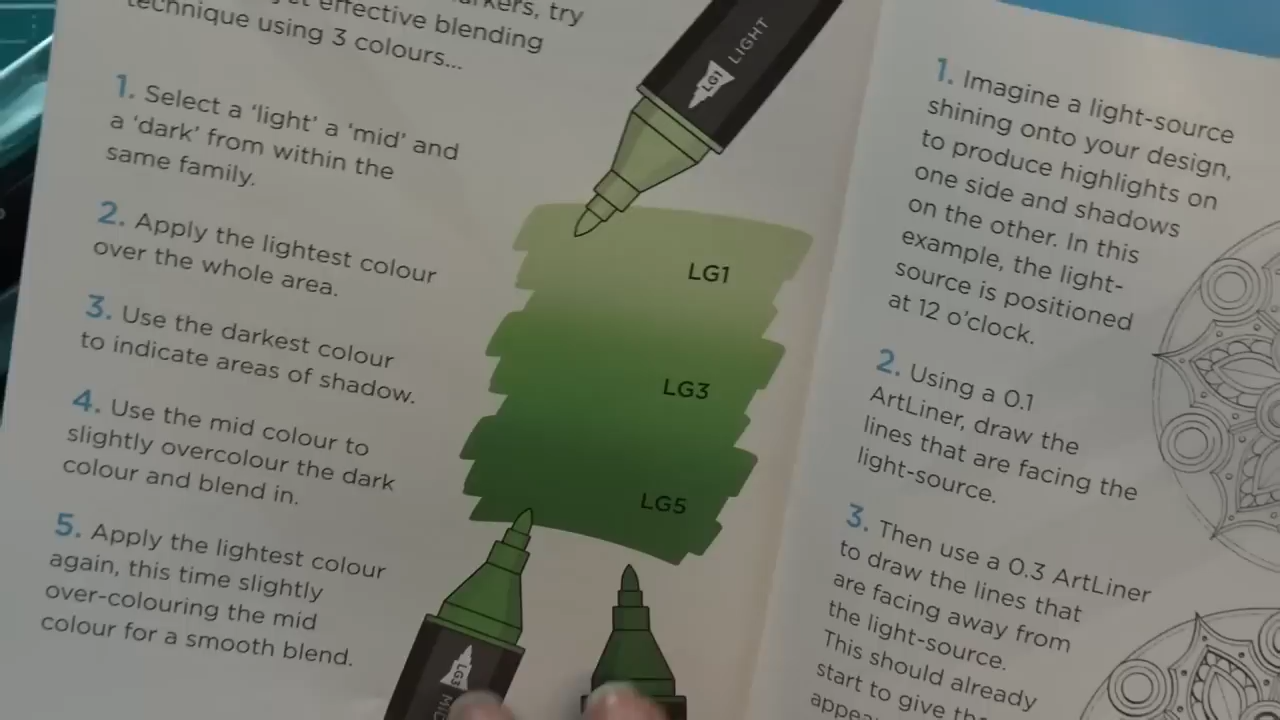 kers, try
effective blending
technique using 3 colours...
1. Select a ‘light’ a ‘mid’ and
a ‘dark’ from within the
same family.
2. Apply the lightest colour
over the whole area.
3. Use the darkest colour
to indicate areas of shadow.
4. Use the mid colour to
slightly overcolour the dark
colour and blend in.
5. Apply the lightest colour
again, this time slightly
over-colouring the mid
colour for a smooth blend.
LG1 LIGHT
LG1
LG3
LG5
LG3 MID
1. Imagine a light-source
shining onto your design,
to produce highlights on
one side and shadows
on the other. In this
example, the light-
source is positioned
at 12 o’clock.
2. Using a 0.1
ArtLiner, draw the
lines that are facing the
light-source.
3. Then use a 0.3 ArtLiner
to draw the lines that
are facing away from
the light-source.
This should already
start to give the
appea